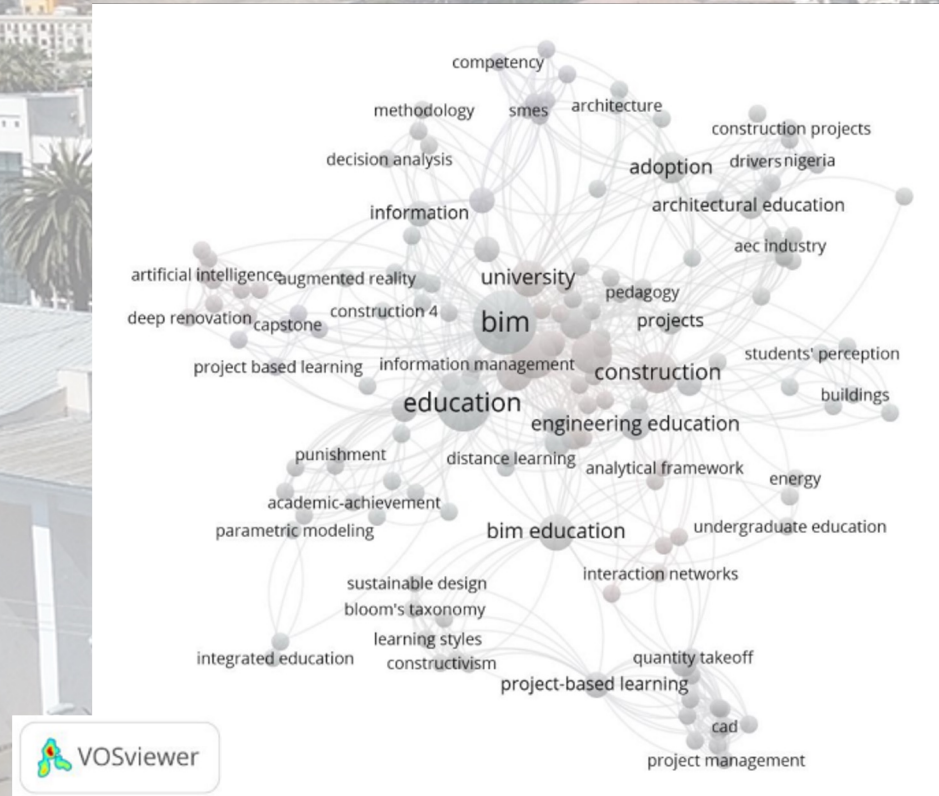 competency
methodology
smes
architecture
construction projects
decision analysis
adoption
drivers
nigeria
information
architectural education
aec industry
artificial intelligence
augmented reality
university
pedagogy
deep renovation
capstone
construction 4
bim
projects
project based learning
information management
construction
students' perception
buildings
education
engineering education
punishment
distance learning
analytical framework
energy
academic-achievement
parametric modeling
bim education
undergraduate education
interaction networks
sustainable design
bloom's taxonomy
learning styles
constructivism
integrated education
quantity takeoff
project-based learning
cad
project management
VOSviewer